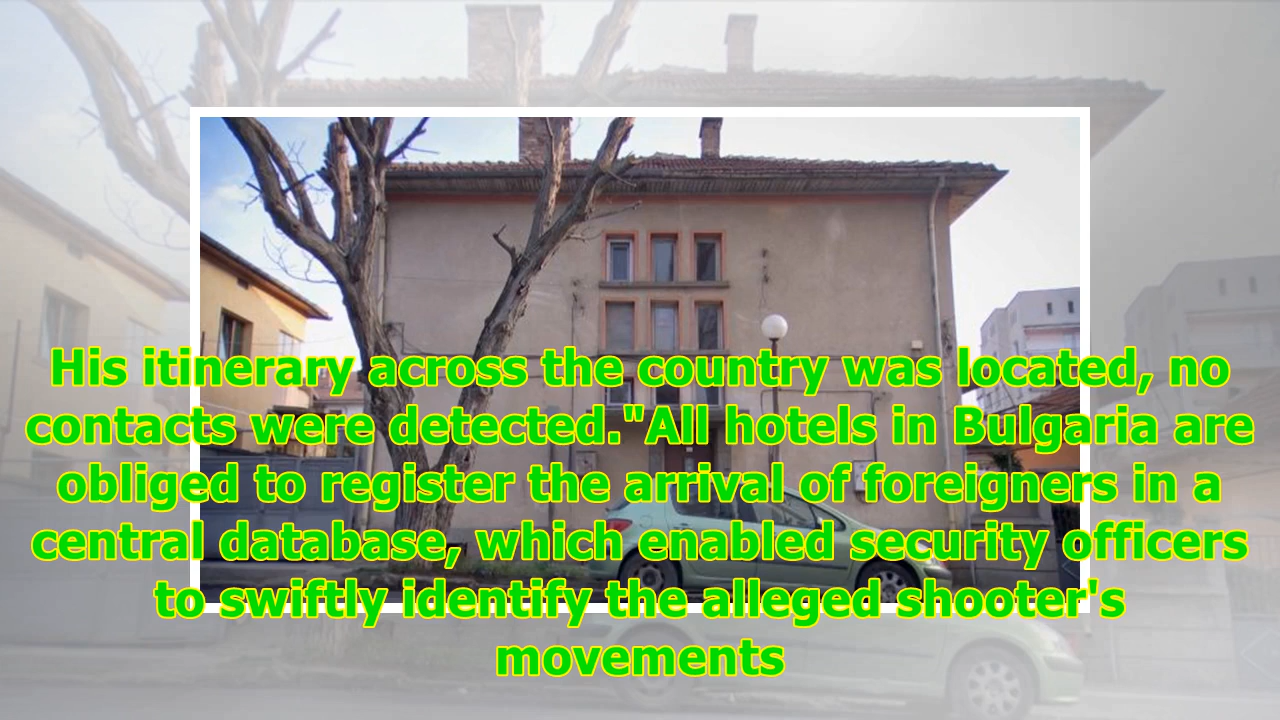 His itinerary across the country was located, no
contacts were detected."All hotels in Bulgaria are
obliged to register the arrival of foreigners in a
central database, which enabled security officers
to swiftly identify the alleged shooter's
movements